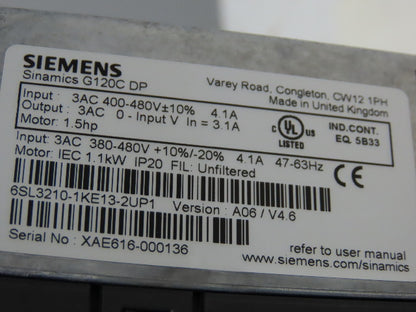 SIEMENS
Sinamics G120C DP
Varey Road, Congleton, CW12 1PH
Made in United Kingdom
Input : 3AC 400-480V±10% 4.1A
Output : 3AC 0 - Input V In = 3.1A
Motor: 1.5hp
c UL US LISTED
IND.CONT. EQ. 5B33
Input: 3AC 380-480V +10%/-20% 4.1A 47-63Hz
Motor: IEC 1.1kW IP20 FIL: Unfiltered
CE
6SL3210-1KE13-2UP1 Version : A06 / V4.6
Serial No : XAE616-000136
refer to user manual
www.siemens.com/sinamics